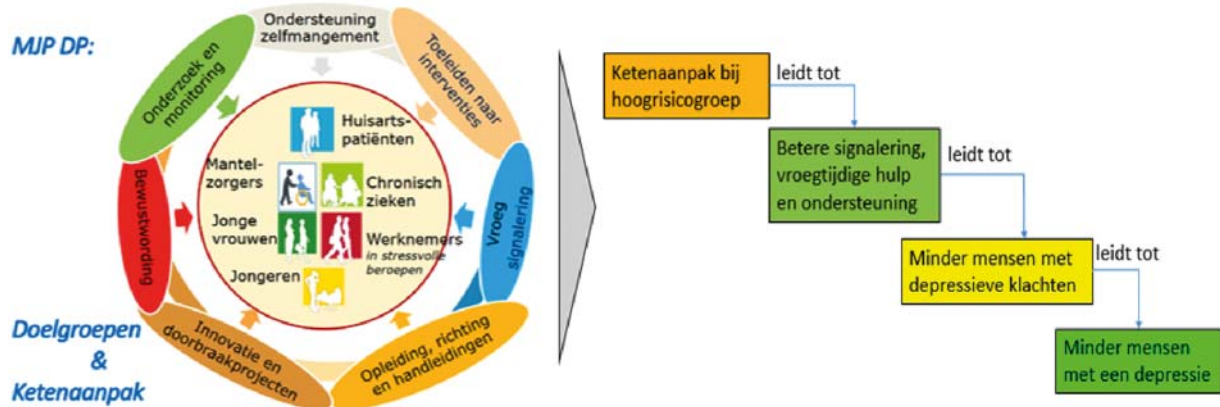 MJP DP:
Ondersteuning
zelfmangement
Toeleiden naar
interventies
Vroeg
signalering
Opleiding, richting
en handleidingen
Innovatie en
doorbraakprojecten
Bewustwording
Onderzoek en
monitoring
Huisarts-
patiënten
Mantel-
zorgers
Chronisch
zieken
Jonge
vrouwen
Werknemers
in stressvolle
beroepen
Jongeren
Doelgroepen
&
Ketenaanpak
Ketenaanpak bij
hoogrisicogroep
leidt tot
Betere signalering,
vroegtijdige hulp
en ondersteuning
leidt tot
Minder mensen met
depressieve klachten
leidt tot
Minder mensen
met een depressie